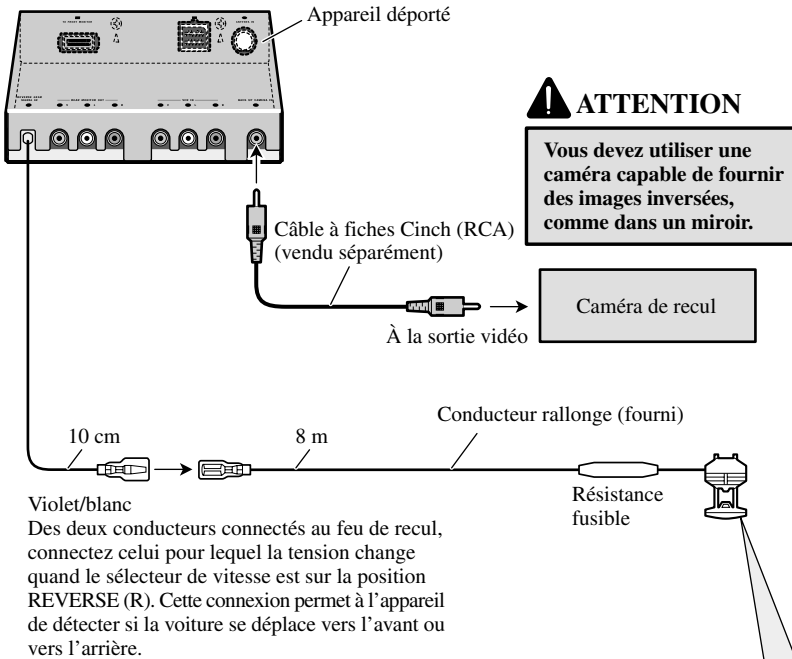 Appareil déporté
ATTENTION
Vous devez utiliser une
caméra capable de fournir
des images inversées,
comme dans un miroir.
Câble à fiches Cinch (RCA)
(vendu séparément)
Caméra de recul
À la sortie vidéo
Conducteur rallonge (fourni)
10 cm
8 m
Résistance
fusible
Violet/blanc
Des deux conducteurs connectés au feu de recul,
connectez celui pour lequel la tension change
quand le sélecteur de vitesse est sur la position
REVERSE (R). Cette connexion permet à l’appareil
de détecter si la voiture se déplace vers l’avant ou
vers l’arrière.